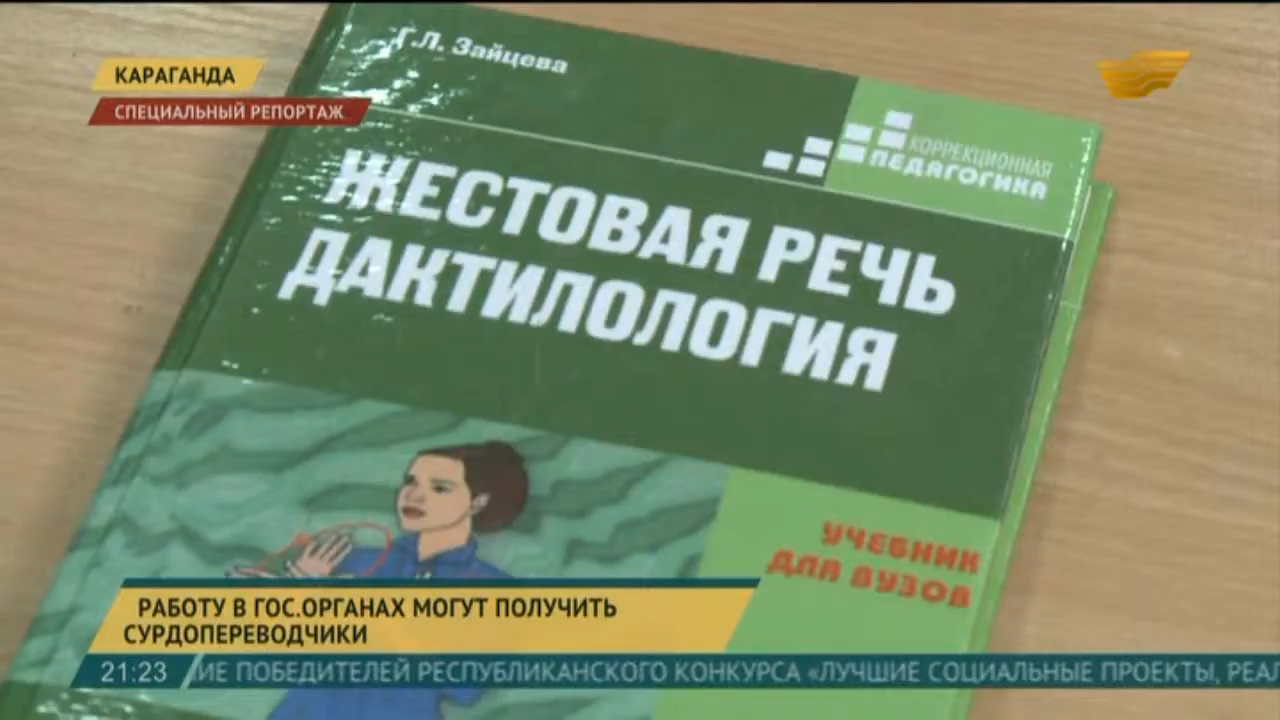 КАРАГАНДА
СПЕЦИАЛЬНЫЙ РЕПОРТАЖ
Г.Л. Зайцева
КОРРЕКЦИОННАЯ
ПЕДАГОГИКА
ЖЕСТОВАЯ РЕЧЬ
ДАКТИЛОЛОГИЯ
УЧЕБНИК
ДЛЯ ВУЗОВ
РАБОТУ В ГОС.ОРГАНАХ МОГУТ ПОЛУЧИТЬ
СУРДОПЕРЕВОДЧИКИ
21:23 ИЕ ПОБЕДИТЕЛЕЙ РЕСПУБЛИКАНСКОГО КОНКУРСА «ЛУЧШИЕ СОЦИАЛЬНЫЕ ПРОЕКТЫ, РЕАЛ